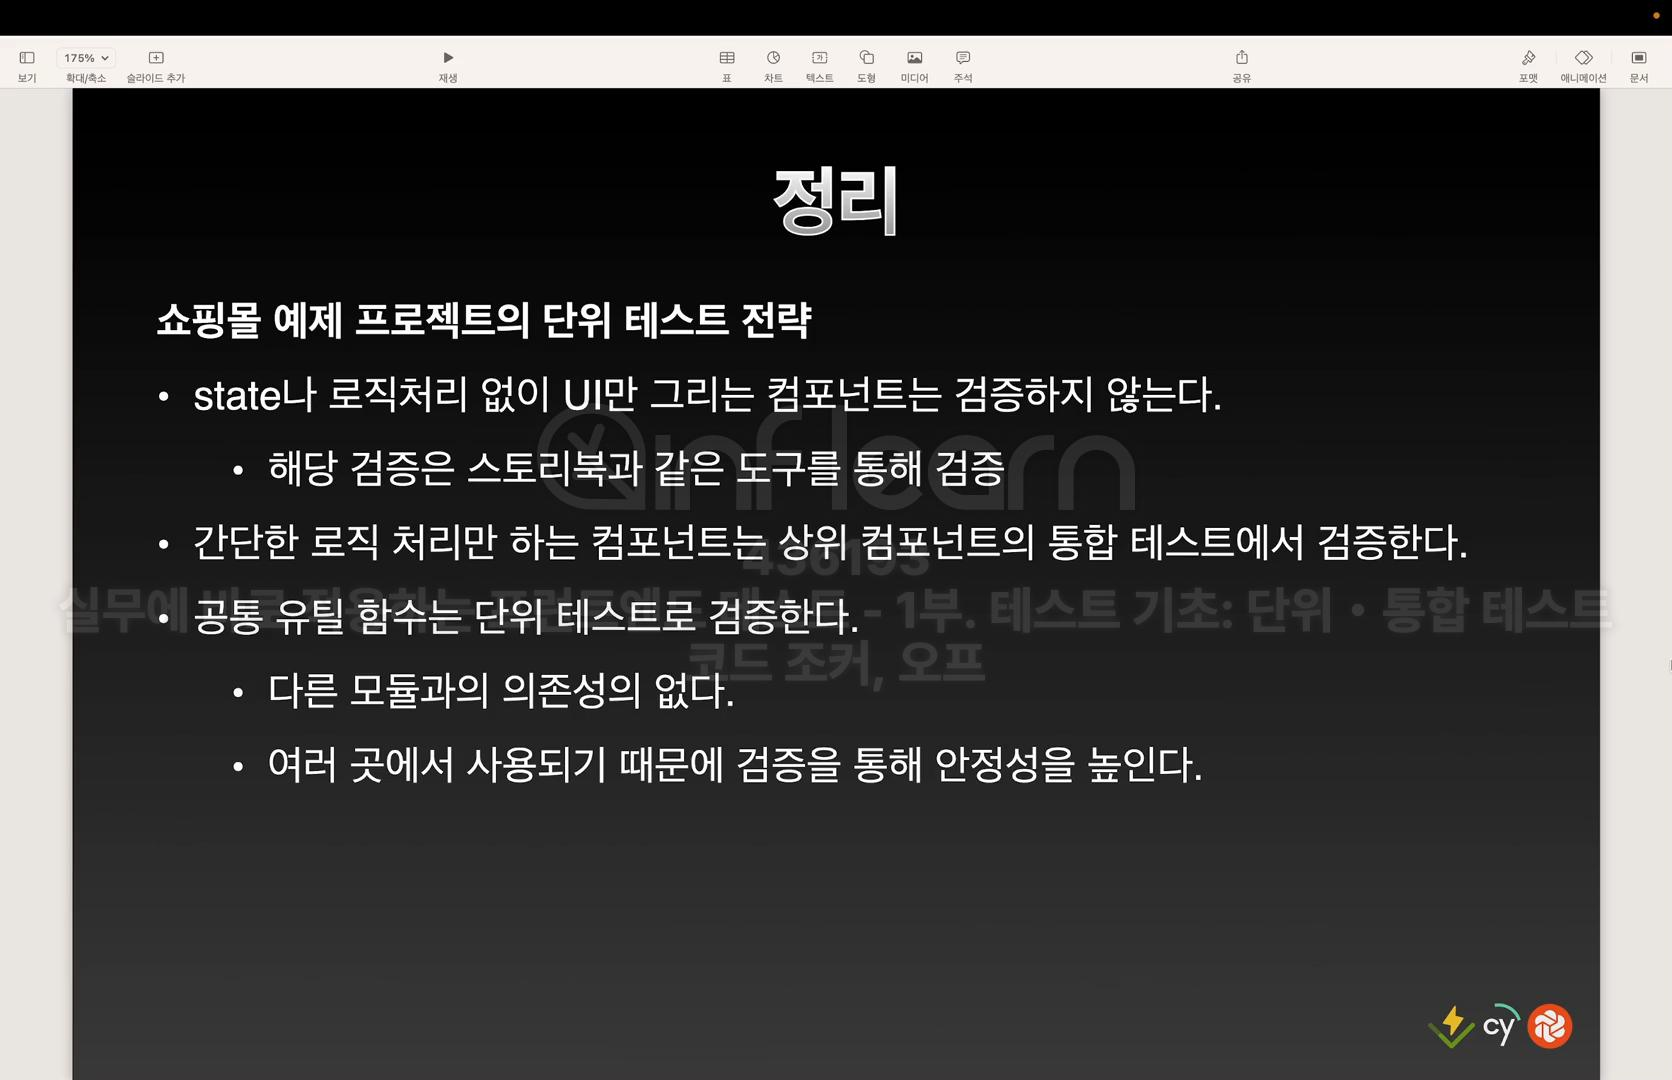 175%
보기
확대/축소
슬라이드 추가
재생
표
차트
텍스트
도형
미디어
주석
공유
포맷
애니메이션
문서
정리
쇼핑몰 예제 프로젝트의 단위 테스트 전략
• state나 로직처리 없이 UI만 그리는 컴포넌트는 검증하지 않는다.
• 해당 검증은 스토리북과 같은 도구를 통해 검증
inflearn
• 간단한 로직 처리만 하는 컴포넌트는 상위 컴포넌트의 통합 테스트에서 검증한다.
436193
실무에 - 1부. 테스트 기초: 단위 • 통합 테스트
• 공통 유틸 함수는 단위 테스트로 검증한다.
코드 조커, 오프
• 다른 모듈과의 의존성의 없다.
• 여러 곳에서 사용되기 때문에 검증을 통해 안정성을 높인다.
cy